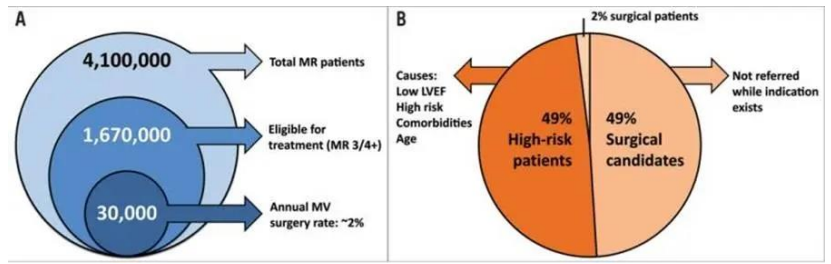 A
4,100,000
Total MR patients
1,670,000
Eligible for
treatment (MR 3/4+)
30,000
Annual MV
surgery rate: ~2%
B
2% surgical patients
Causes:
Low LVEF
High risk
Comorbidities
Age
49%
High-risk
patients
49%
Surgical
candidates
Not referred
while indication
exists